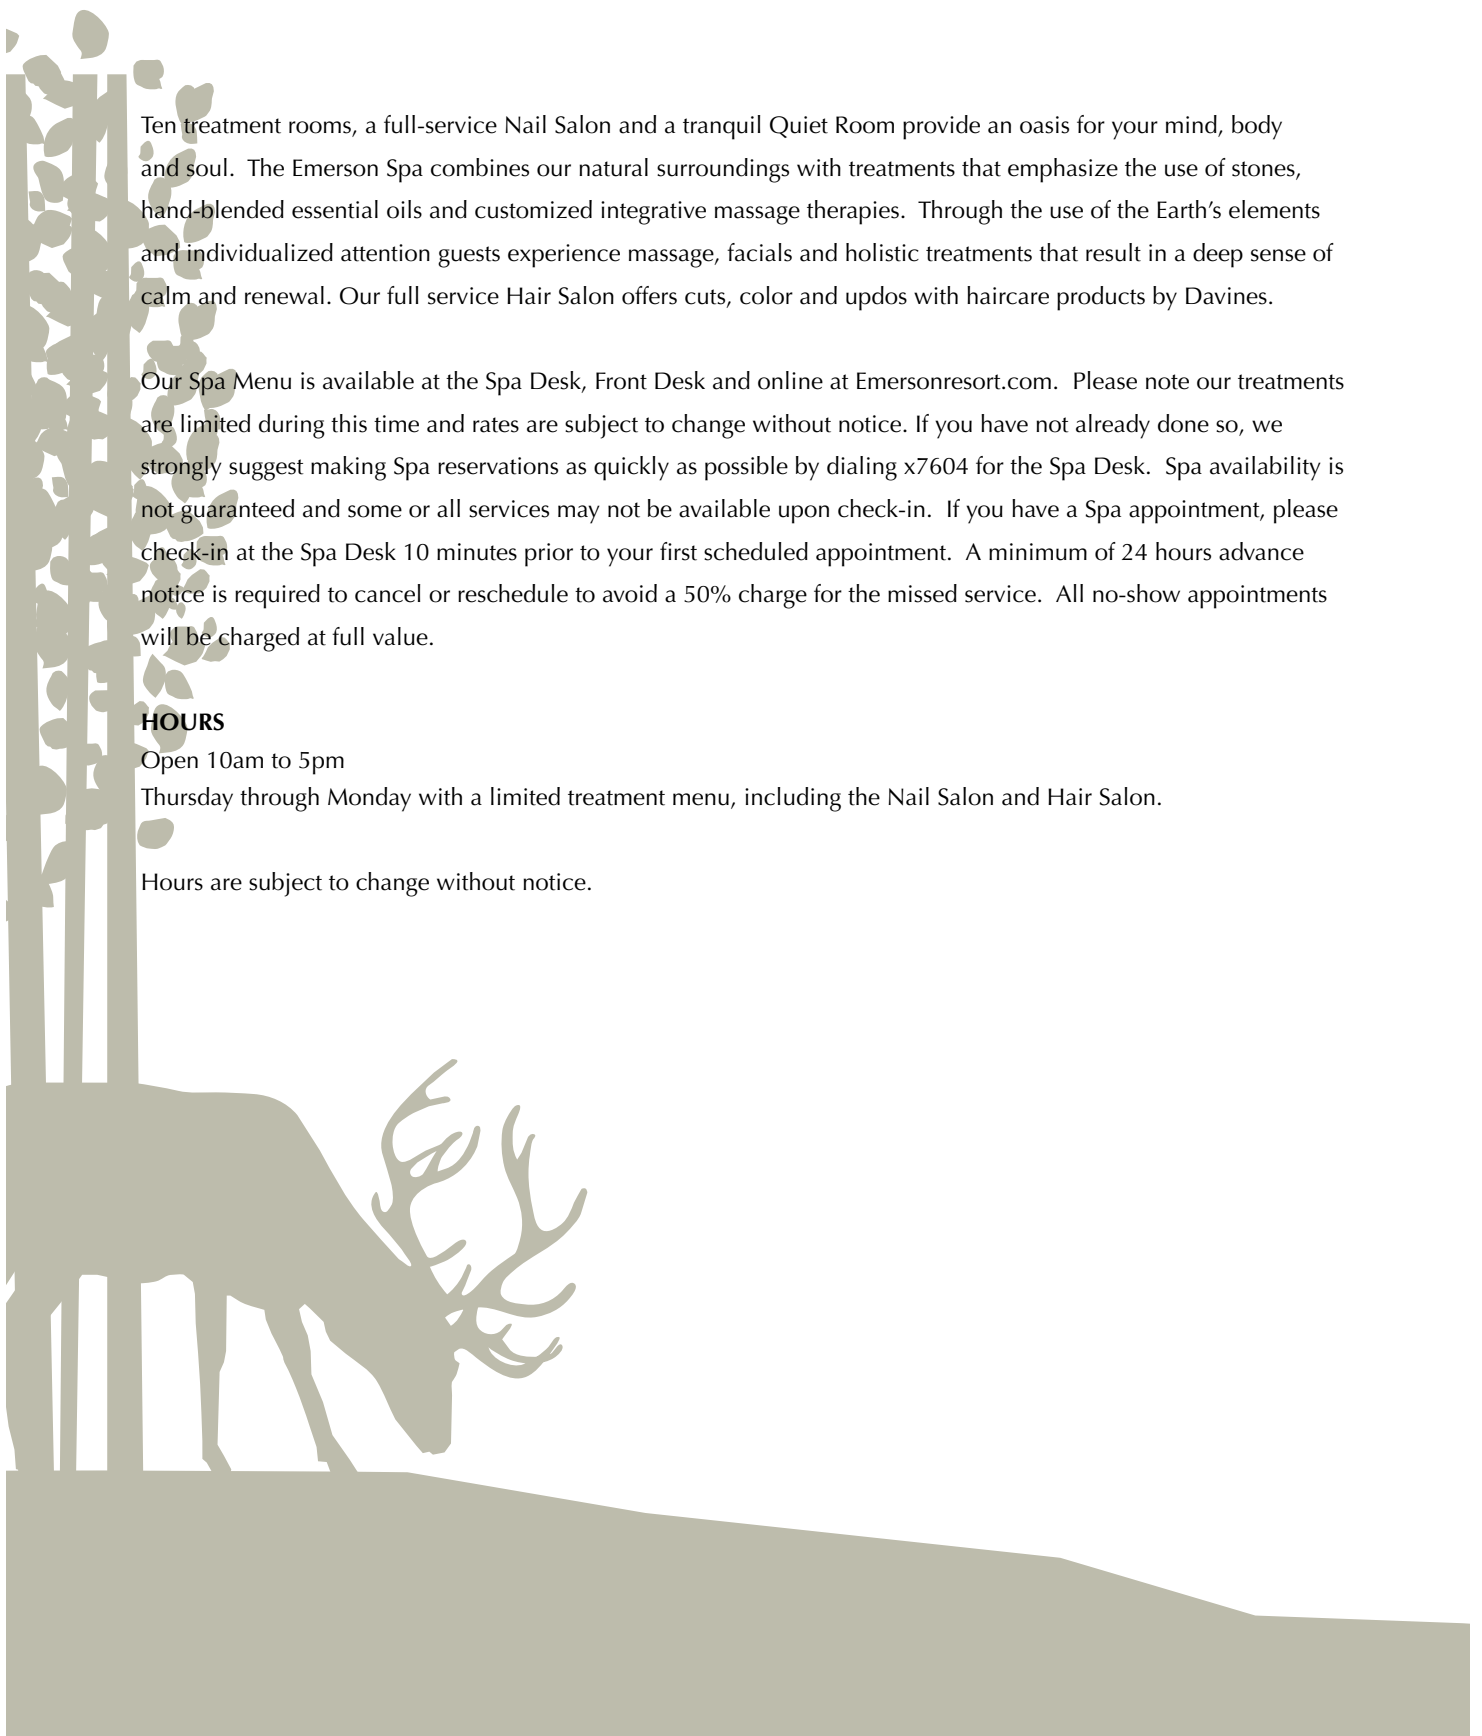 Ten treatment rooms, a full-service Nail Salon and a tranquil Quiet Room provide an oasis for your mind, body
and soul.  The Emerson Spa combines our natural surroundings with treatments that emphasize the use of stones,
hand-blended essential oils and customized integrative massage therapies.  Through the use of the Earth’s elements
and individualized attention guests experience massage, facials and holistic treatments that result in a deep sense of
calm and renewal. Our full service Hair Salon offers cuts, color and updos with haircare products by Davines.
Our Spa Menu is available at the Spa Desk, Front Desk and online at Emersonresort.com.  Please note our treatments
are limited during this time and rates are subject to change without notice. If you have not already done so, we
strongly suggest making Spa reservations as quickly as possible by dialing x7604 for the Spa Desk.  Spa availability is
not guaranteed and some or all services may not be available upon check-in.  If you have a Spa appointment, please
check-in at the Spa Desk 10 minutes prior to your first scheduled appointment.  A minimum of 24 hours advance
notice is required to cancel or reschedule to avoid a 50% charge for the missed service.  All no-show appointments
will be charged at full value.
HOURS
Open 10am to 5pm
Thursday through Monday with a limited treatment menu, including the Nail Salon and Hair Salon.
Hours are subject to change without notice.